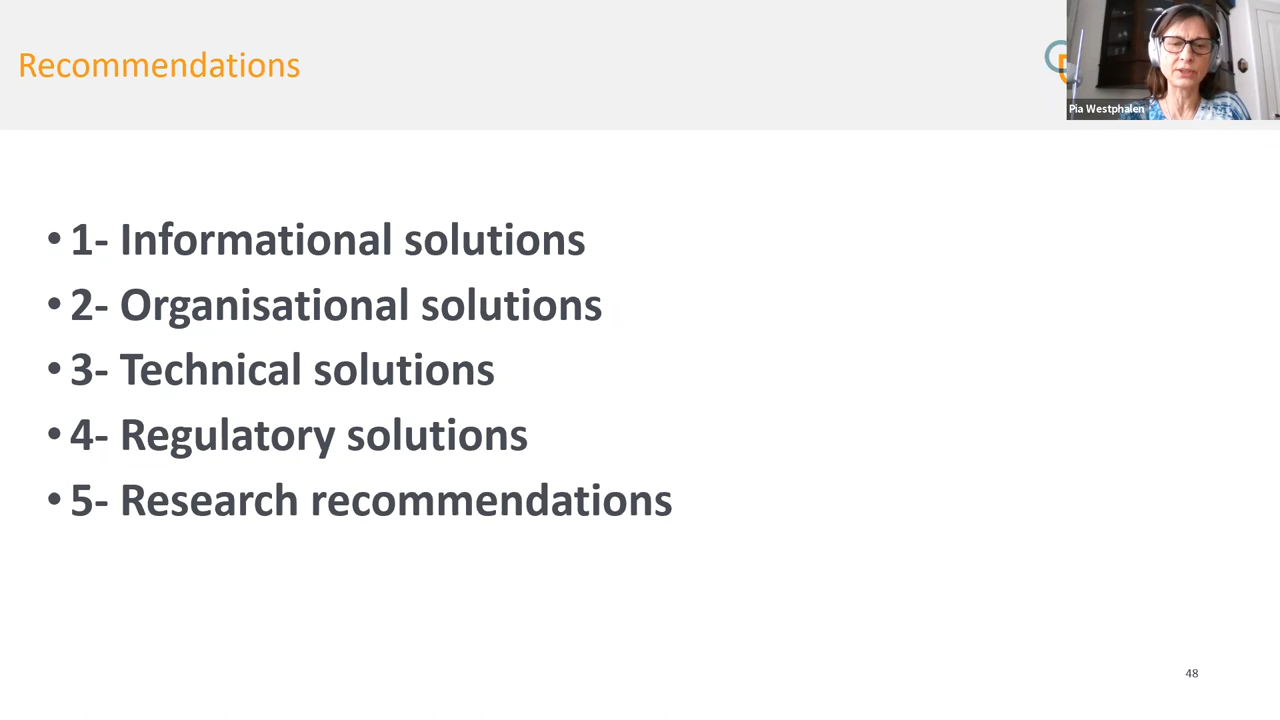 Recommendations
Pia Westphalen
• 1- Informational solutions
• 2- Organisational solutions
• 3- Technical solutions
• 4- Regulatory solutions
• 5- Research recommendations
48